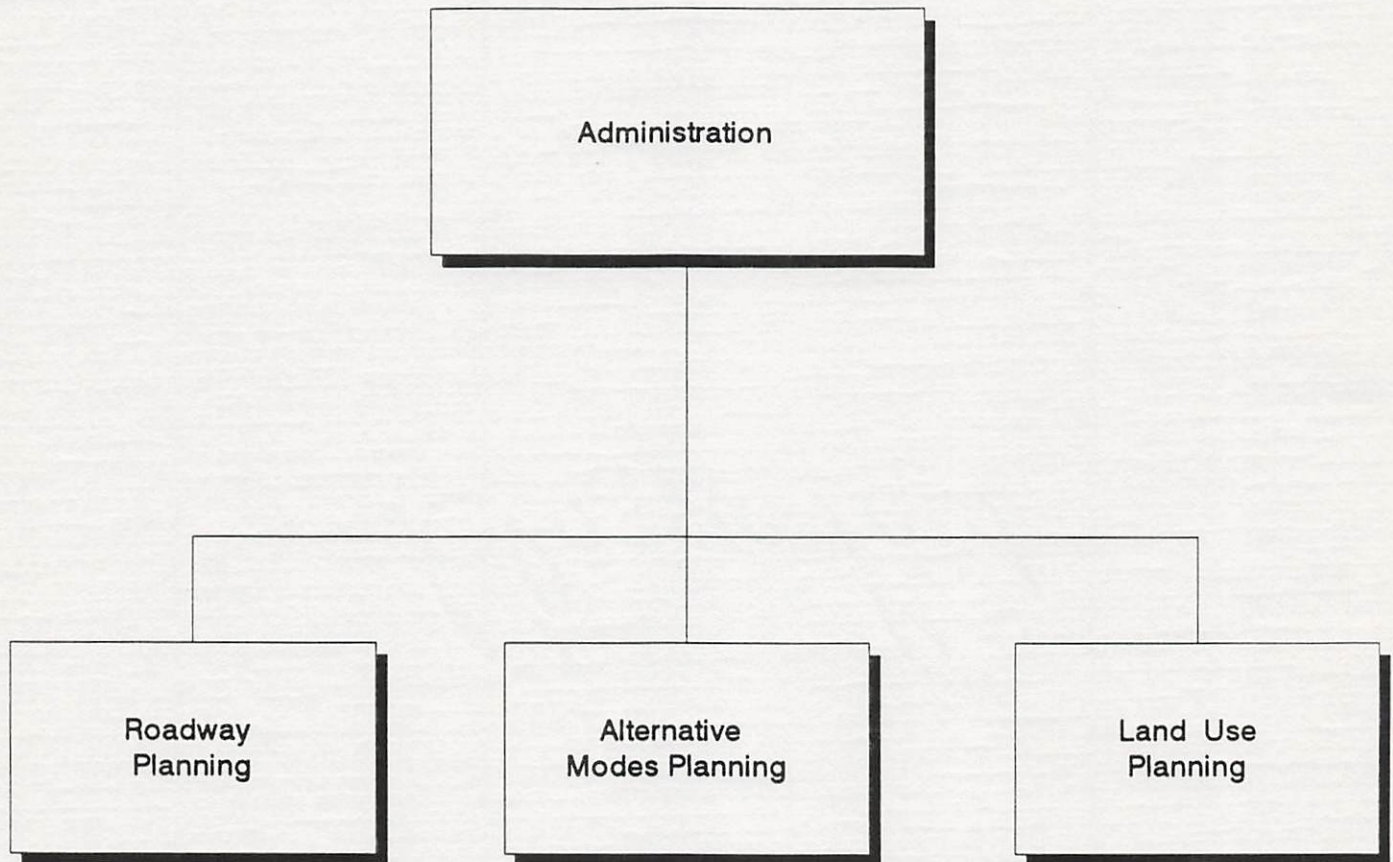 Administration
Roadway
Planning
Alternative
Modes Planning
Land Use
Planning